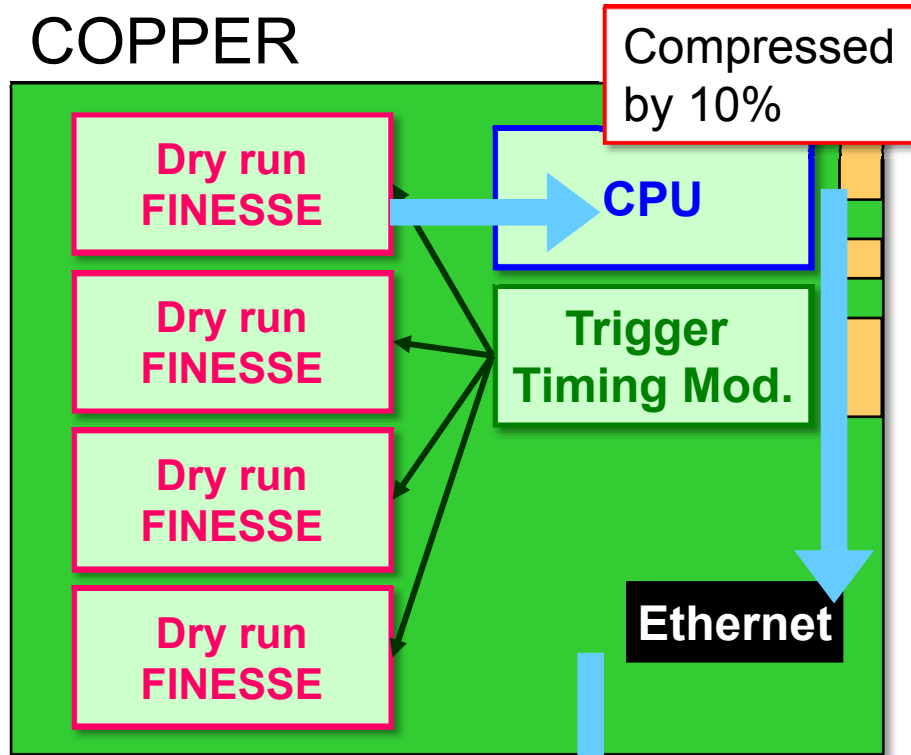 COPPER
Compressed
by 10%
Dry run
FINESSE
CPU
Dry run
FINESSE
Trigger
Timing Mod.
Dry run
FINESSE
Dry run
FINESSE
Ethernet